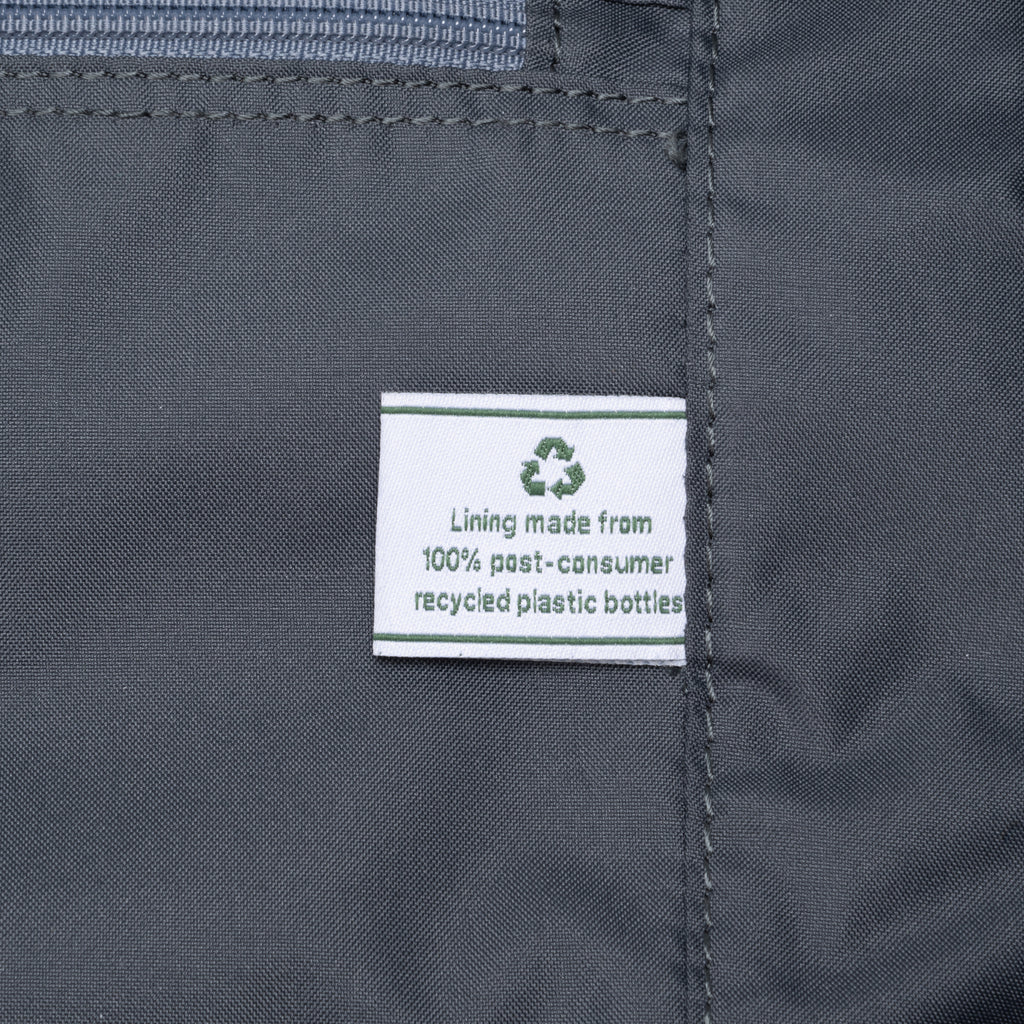 Lining made from
100% post-consumer
recycled plastic bottles